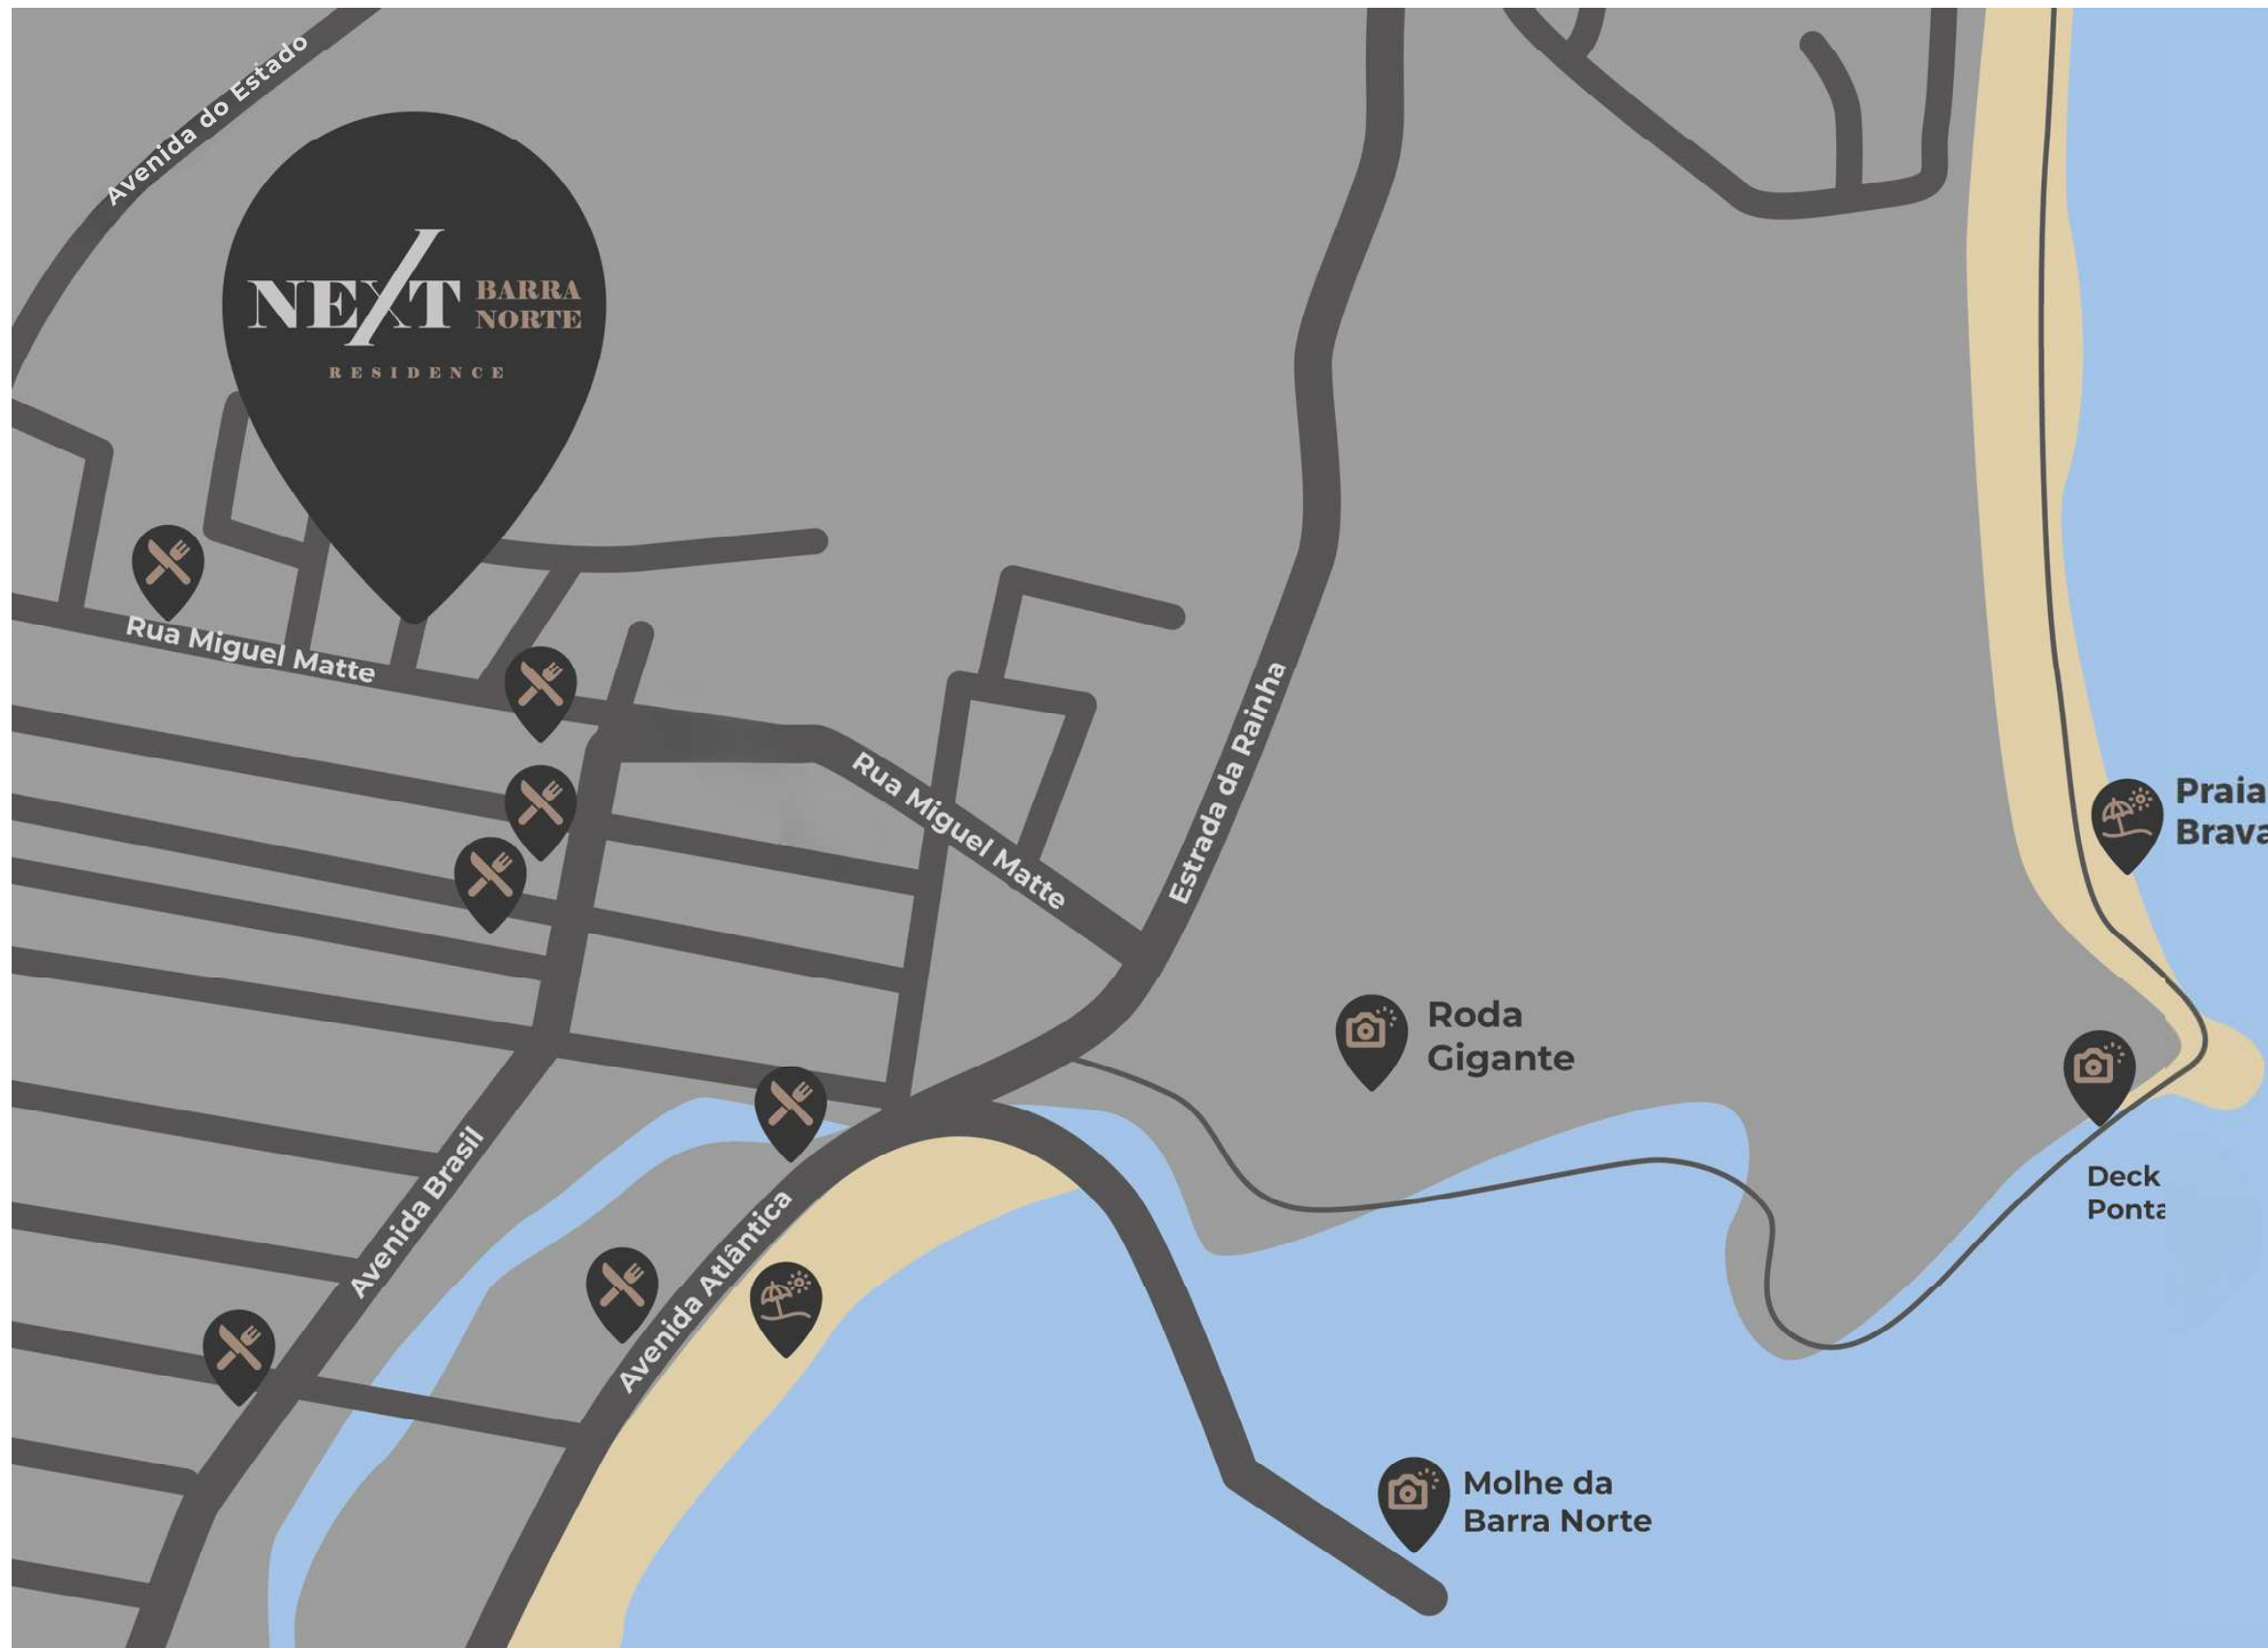 Avenida do Estado
NEXT BARRA
NORTE
RESIDENCE
Rua Miguel Matte
Rua Miguel Matte
Estrada da Rainha
Praia
Brava
Roda
Gigante
Deck
Avenida Brasil
Avenida Atlântica
Molhe da
Barra Norte